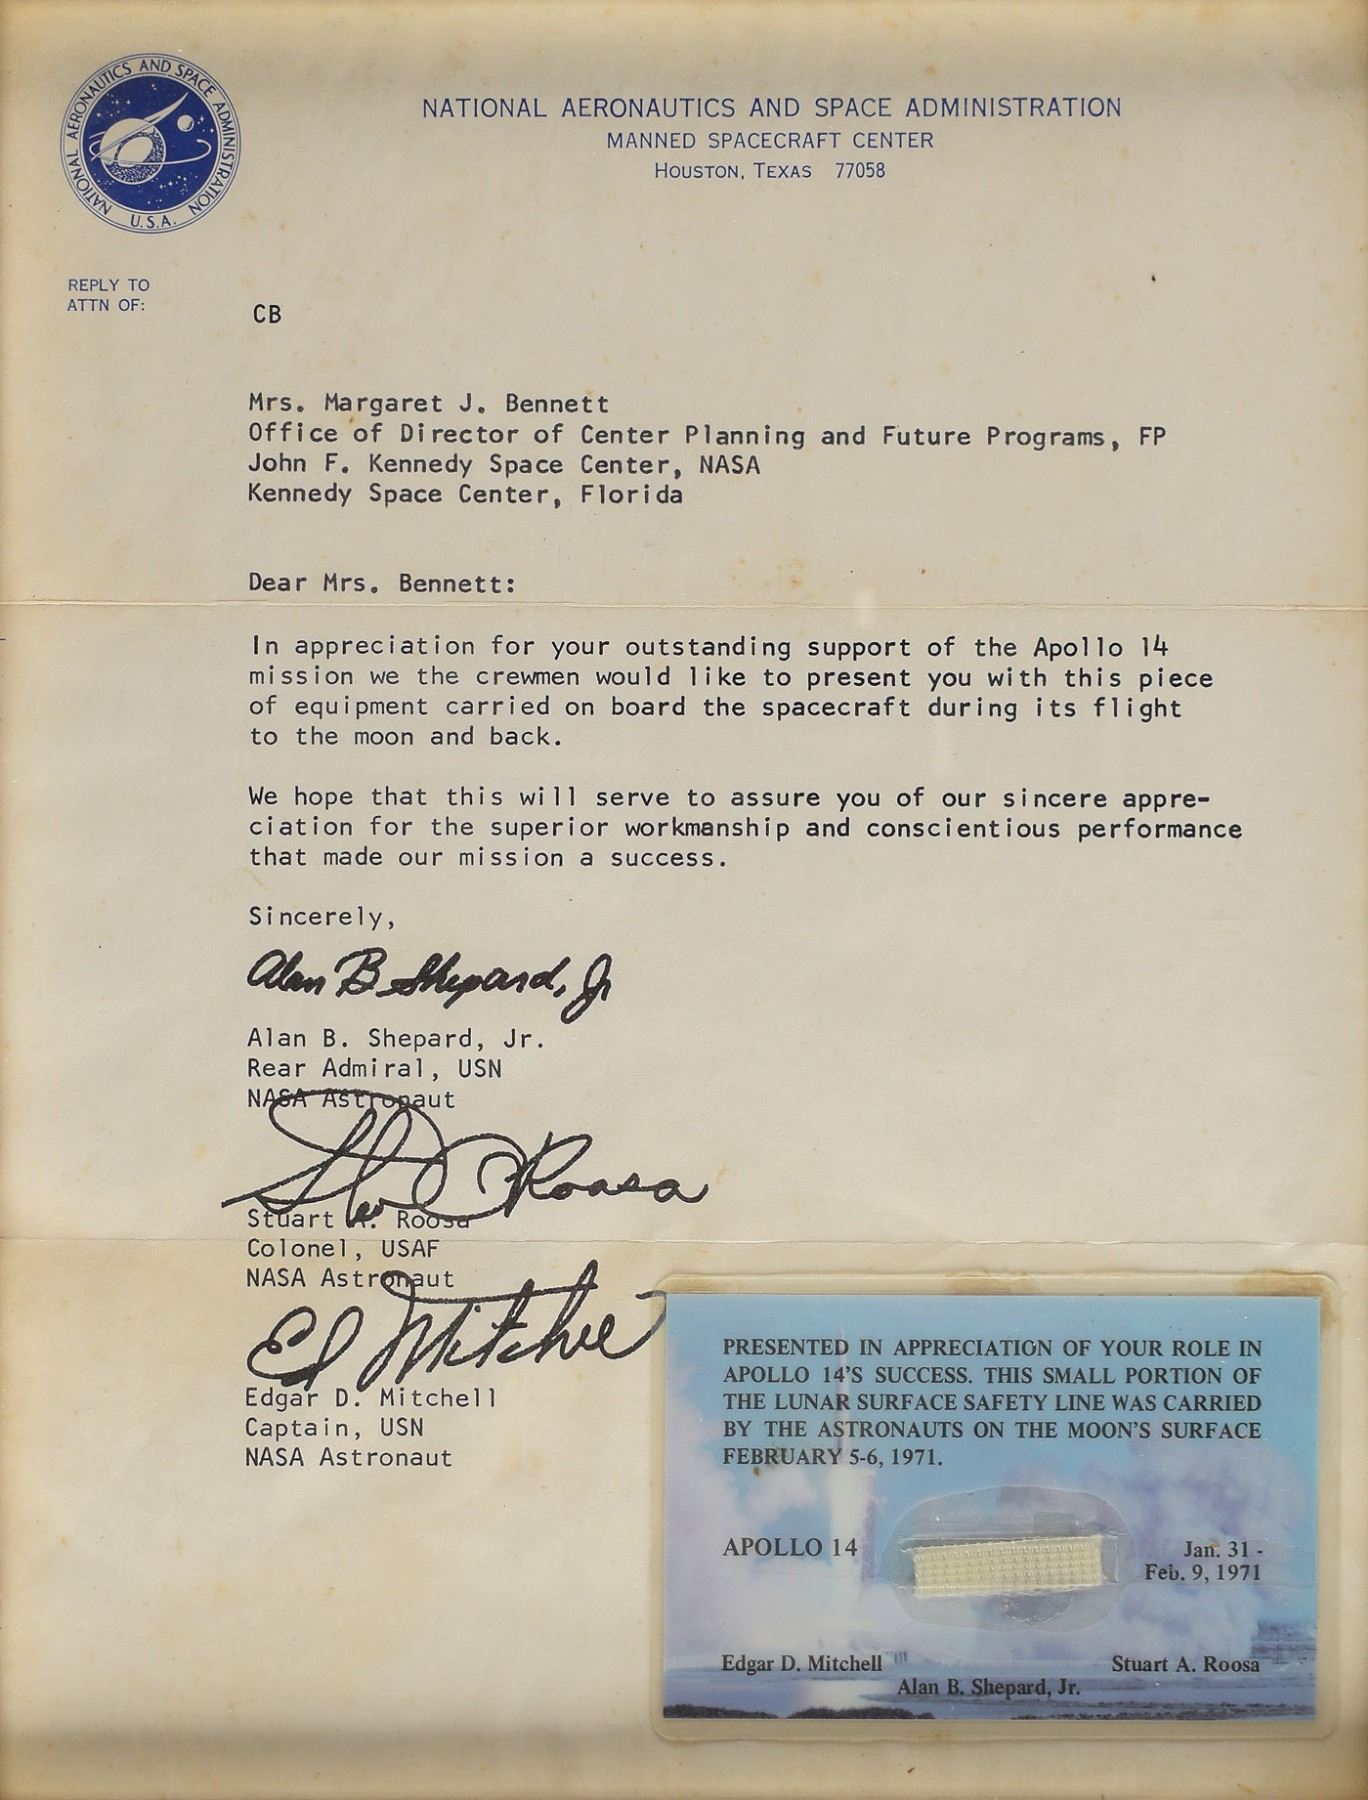 NATIONAL AERONAUTICS AND SPACE ADMINISTRATION
U.S.A.
NATIONAL AERONAUTICS AND SPACE ADMINISTRATION
MANNED SPACECRAFT CENTER
HOUSTON, TEXAS 77058
REPLY TO
ATTN OF:
CB
Mrs. Margaret J. Bennett
Office of Director of Center Planning and Future Programs, FP
John F. Kennedy Space Center, NASA
Kennedy Space Center, Florida
Dear Mrs. Bennett:
In appreciation for your outstanding support of the Apollo 14
mission we the crewmen would like to present you with this piece
of equipment carried on board the spacecraft during its flight
to the moon and back.
We hope that this will serve to assure you of our sincere appre-
ciation for the superior workmanship and conscientious performance
that made our mission a success.
Sincerely,
Alan B Shepard, Jr
Alan B. Shepard, Jr.
Rear Admiral, USN
NASA Astronaut
Stu Roosa
Stuart A. Roosa
Colonel, USAF
NASA Astronaut
Ed Mitchell
Edgar D. Mitchell
Captain, USN
NASA Astronaut
PRESENTED IN APPRECIATION OF YOUR ROLE IN
APOLLO 14'S SUCCESS. THIS SMALL PORTION OF
THE LUNAR SURFACE SAFETY LINE WAS CARRIED
BY THE ASTRONAUTS ON THE MOON'S SURFACE
FEBRUARY 5-6, 1971.
APOLLO 14
Jan. 31 -
Feb. 9, 1971
Edgar D. Mitchell
Stuart A. Roosa
Alan B. Shepard, Jr.